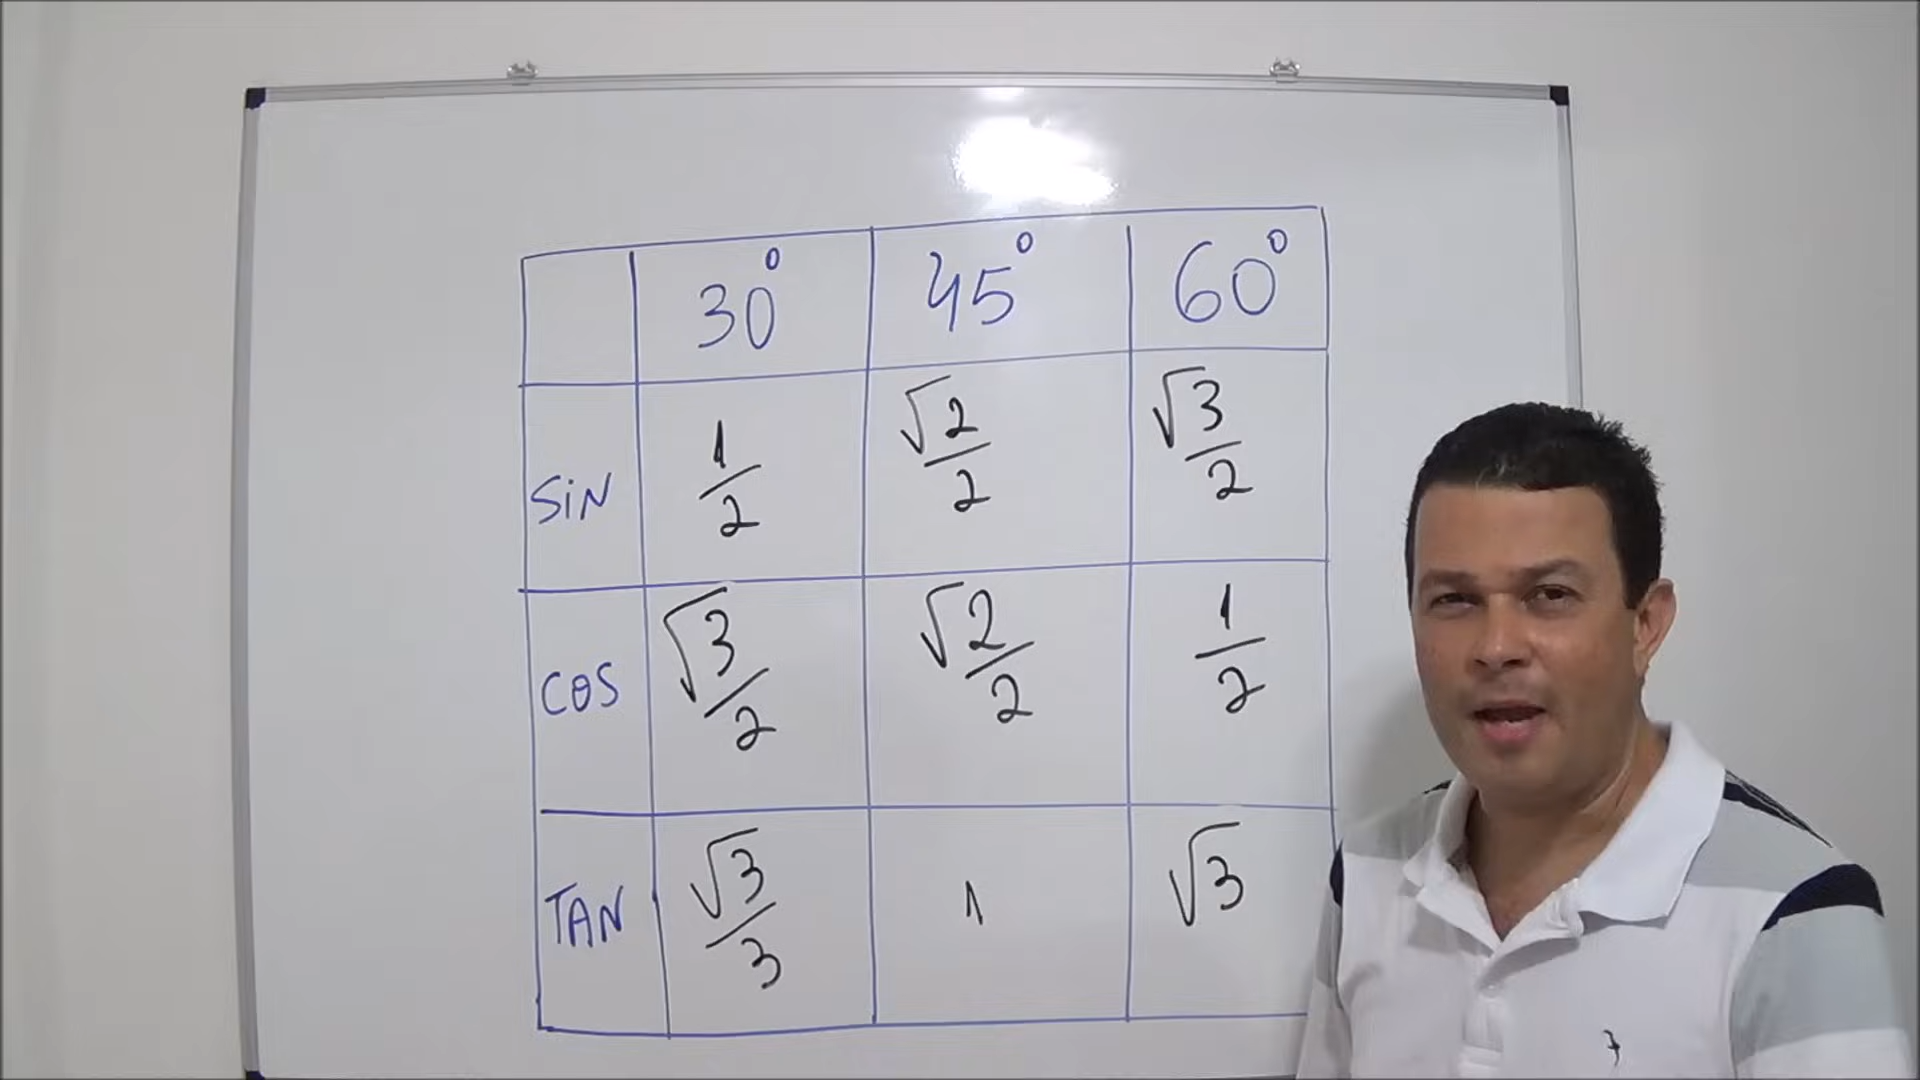 30° 45° 60°
SiN 1/2 √2/2 √3/2
COS √3/2 √2/2 1/2
TAN √3/3 1 √3